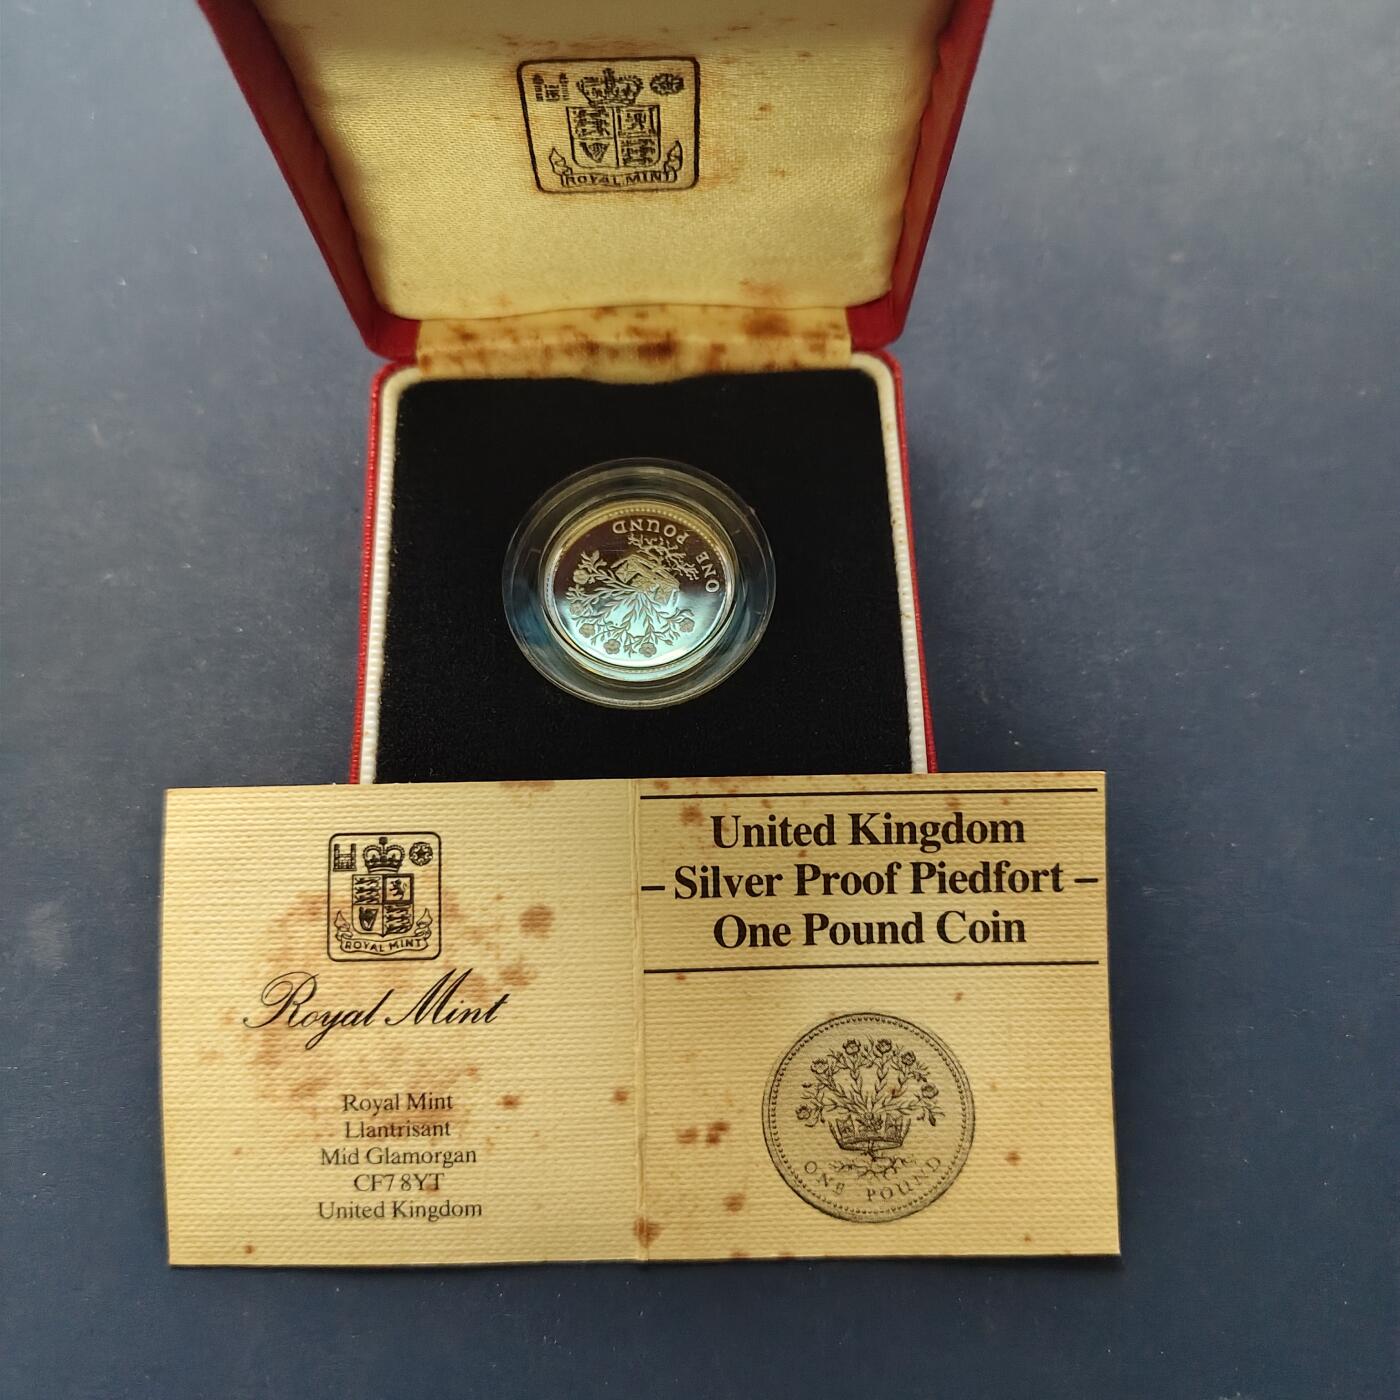 ROYAL MINT
ONE POUND
ROYAL MINT
Royal Mint
Royal Mint
Llantrisant
Mid Glamorgan
CF7 8YT
United Kingdom
United Kingdom
– Silver Proof Piedfort –
One Pound Coin
ONE POUND